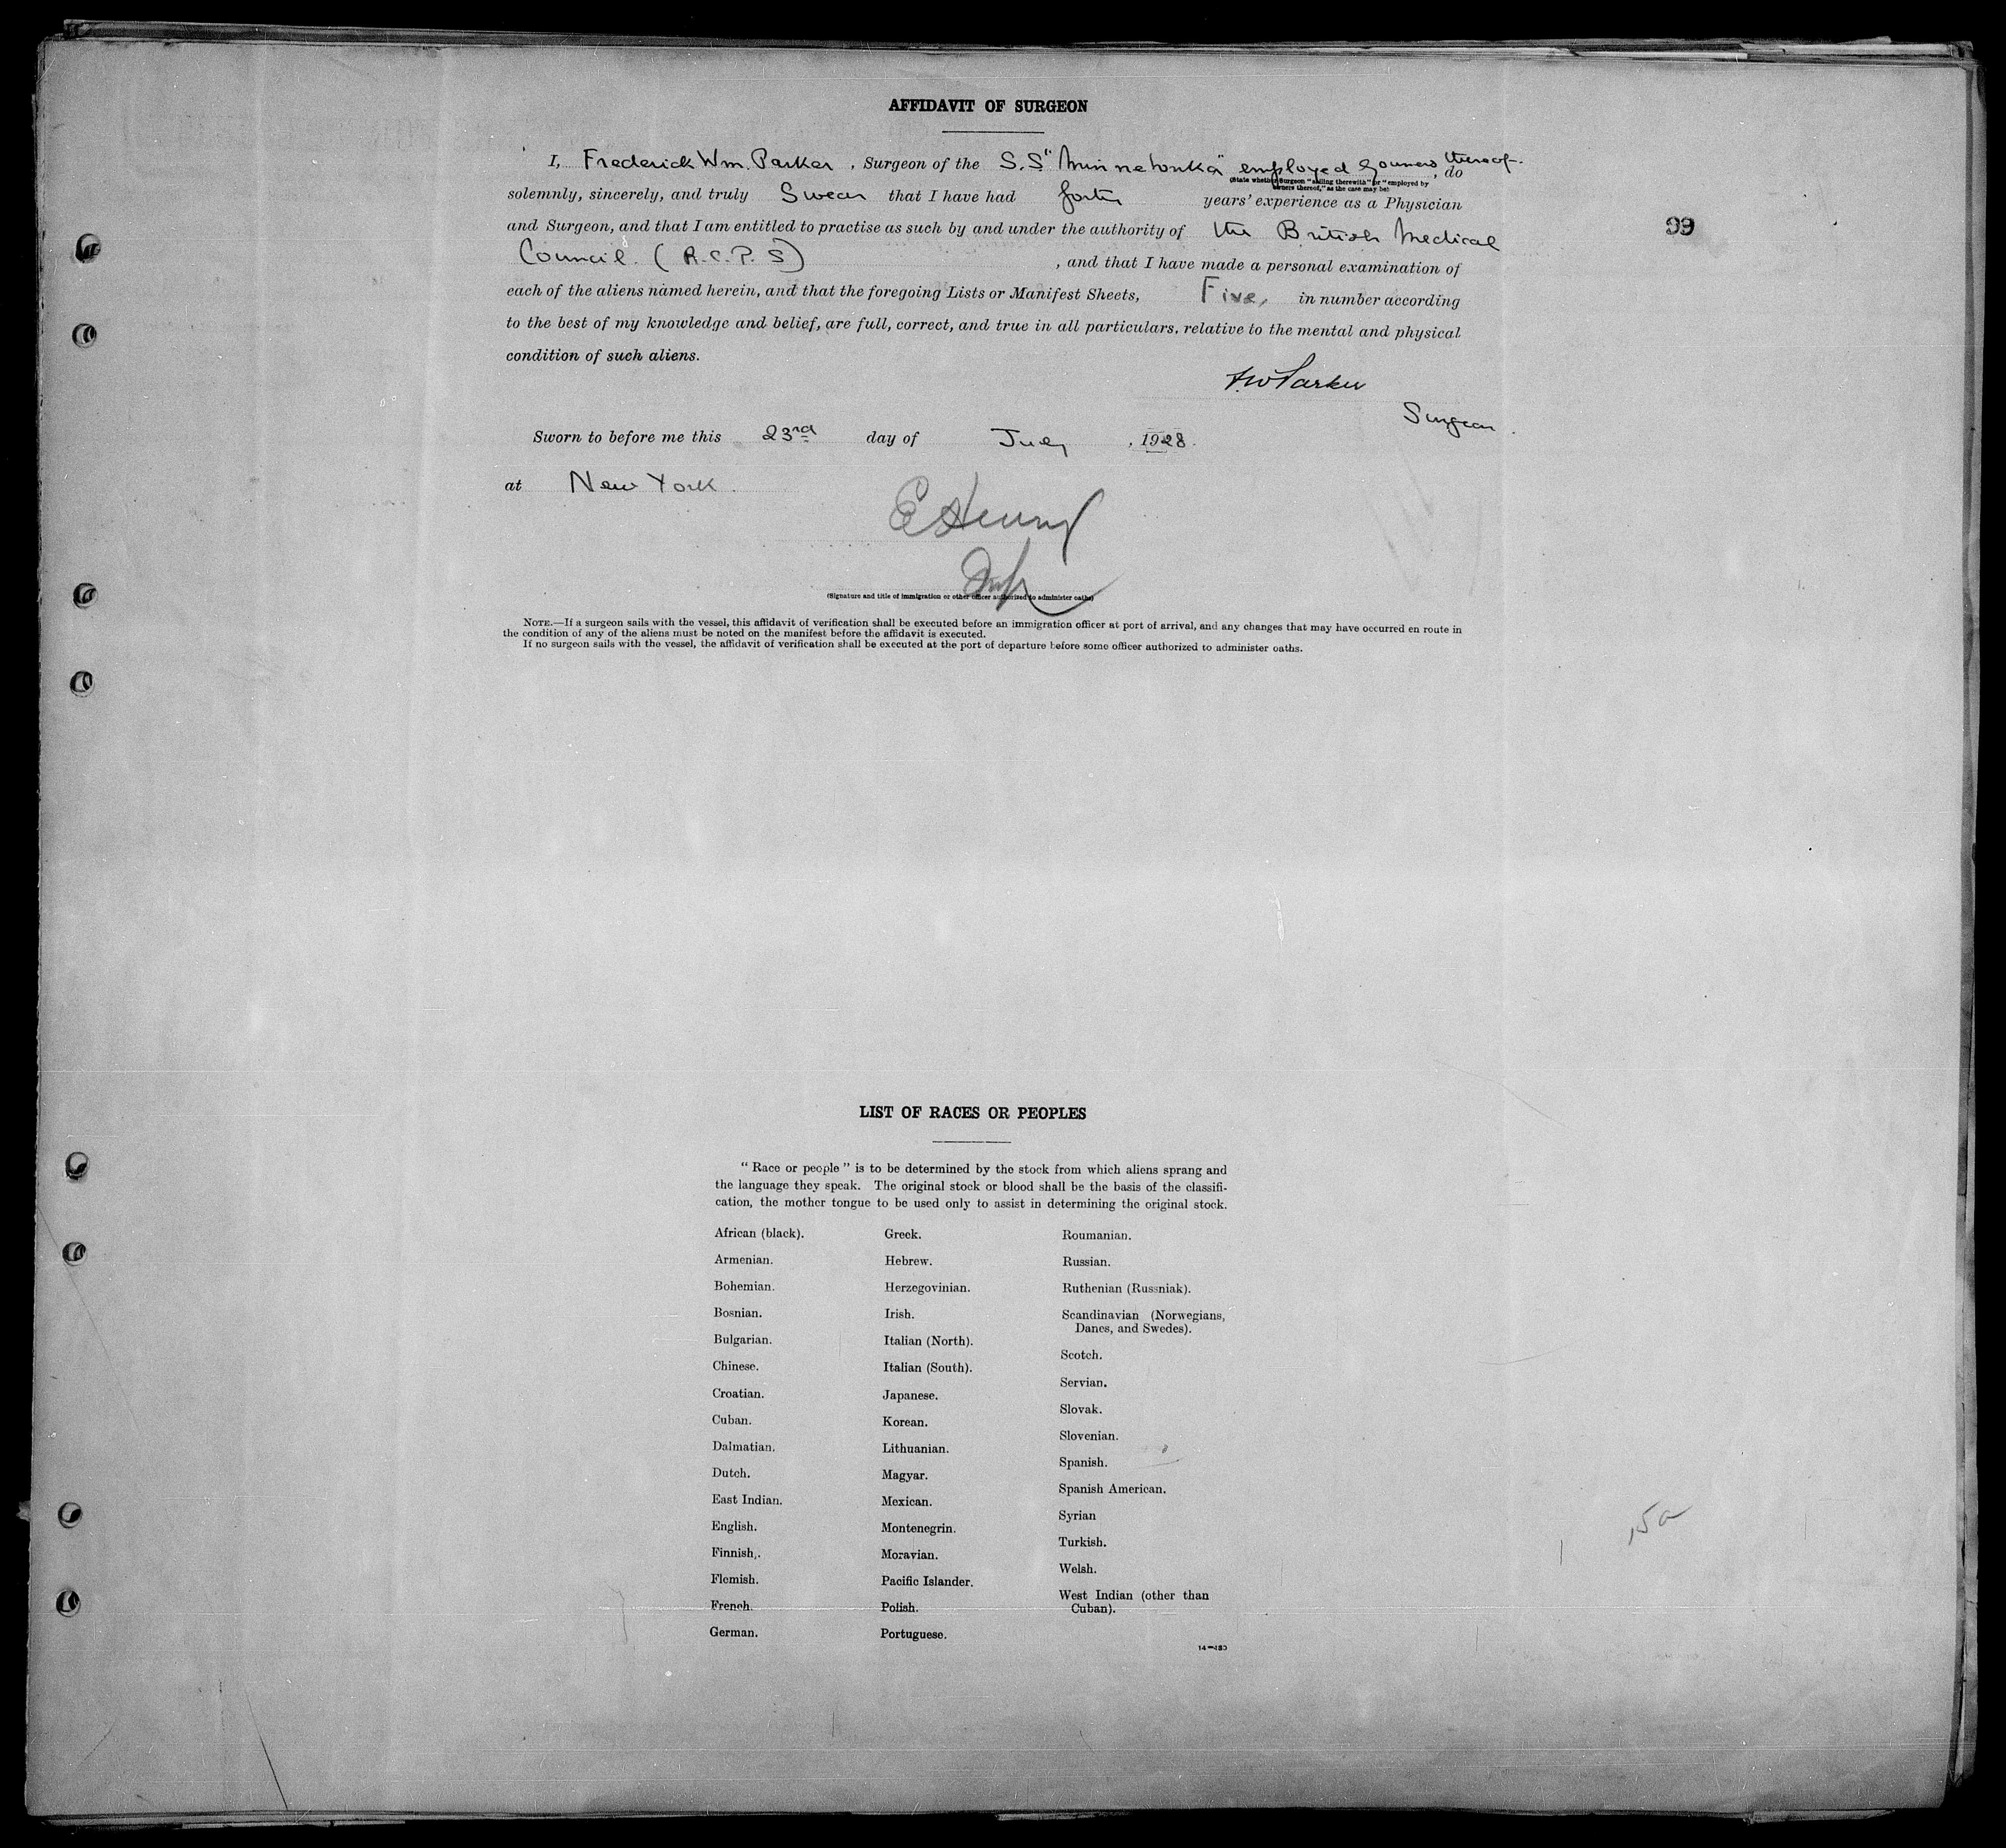 AFFIDAVIT OF SURGEON
I, Frederick Wm. Parker, Surgeon of the S.S "Minnetonka" employed by owners thereof. do
(State whether Surgeon "sailing therewith" or "employed by
owners thereof," as the case may be)
solemnly, sincerely, and truly Swear that I have had forty years' experience as a Physician
99
and Surgeon, and that I am entitled to practise as such by and under the authority of the British Medical
Council. (R.C.P.S), and that I have made a personal examination of
each of the aliens named herein, and that the foregoing Lists or Manifest Sheets, Five, in number according
to the best of my knowledge and belief, are full, correct, and true in all particulars, relative to the mental and physical
condition of such aliens.
F.W Parker
Surgeon.
Sworn to before me this 23rd day of July, 1928.
at New York.
E Henry
Insp
(Signature and title of immigration or other officer authorized to administer oaths)
NOTE.—If a surgeon sails with the vessel, this affidavit of verification shall be executed before an immigration officer at port of arrival, and any changes that may have occurred en route in
the condition of any of the aliens must be noted on the manifest before the affidavit is executed.
If no surgeon sails with the vessel, the affidavit of verification shall be executed at the port of departure before some officer authorized to administer oaths.
LIST OF RACES OR PEOPLES
"Race or people" is to be determined by the stock from which aliens sprang and
the language they speak. The original stock or blood shall be the basis of the classifi-
cation, the mother tongue to be used only to assist in determining the original stock.
African (black).
Armenian.
Bohemian.
Bosnian.
Bulgarian.
Chinese.
Croatian.
Cuban.
Dalmatian.
Dutch.
East Indian.
English.
Finnish,.
Flemish.
French.
German.
Greek.
Hebrew.
Herzegovinian.
Irish.
Italian (North).
Italian (South).
Japanese.
Korean.
Lithuanian.
Magyar.
Mexican.
Montenegrin.
Moravian.
Pacific Islander.
Polish.
Portuguese.
Roumanian.
Russian.
Ruthenian (Russniak).
Scandinavian (Norwegians,
Danes, and Swedes).
Scotch.
Servian.
Slovak.
Slovenian.
Spanish.
Spanish American.
Syrian
Turkish.
Welsh.
West Indian (other than
Cuban).